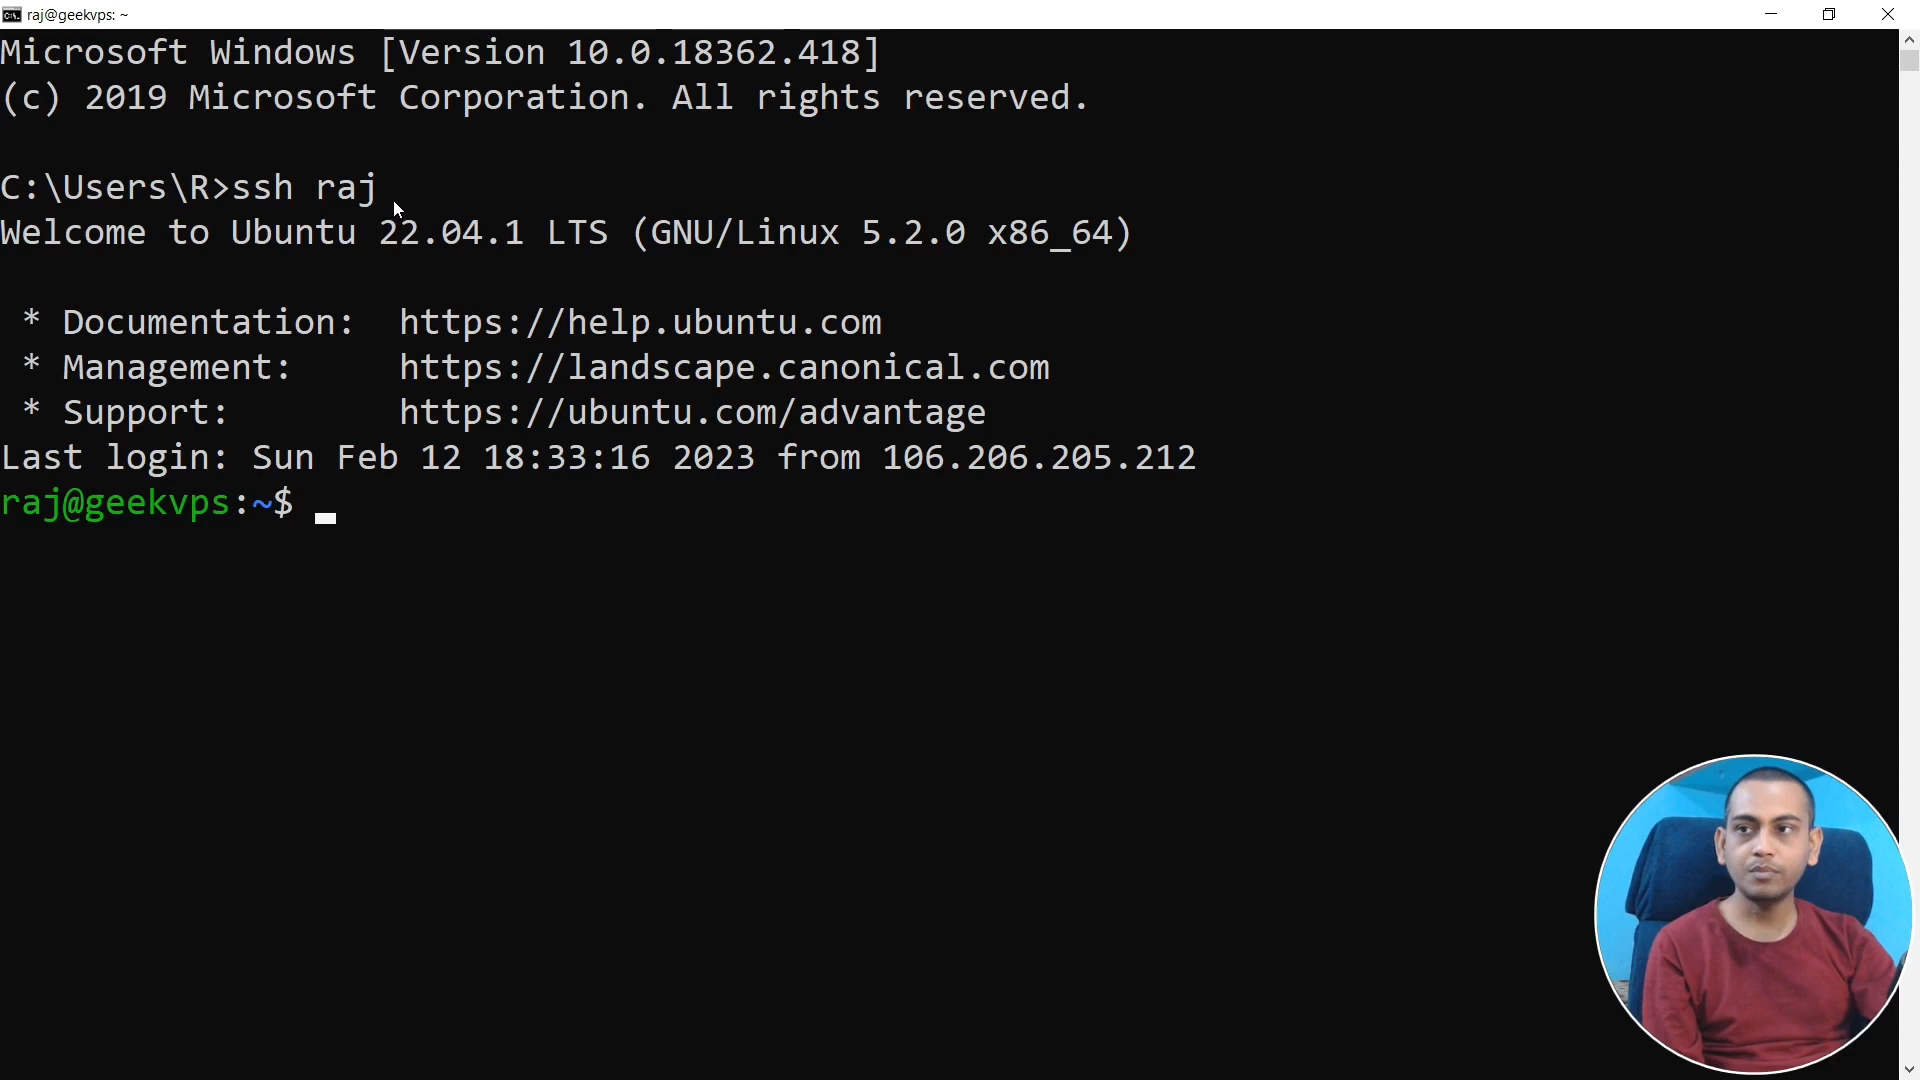 raj@geekvps: ~
Microsoft Windows [Version 10.0.18362.418]
(c) 2019 Microsoft Corporation. All rights reserved.
C:\Users\R>ssh raj
Welcome to Ubuntu 22.04.1 LTS (GNU/Linux 5.2.0 x86_64)
* Documentation:  https://help.ubuntu.com
* Management:     https://landscape.canonical.com
* Support:        https://ubuntu.com/advantage
Last login: Sun Feb 12 18:33:16 2023 from 106.206.205.212
raj@geekvps:~$